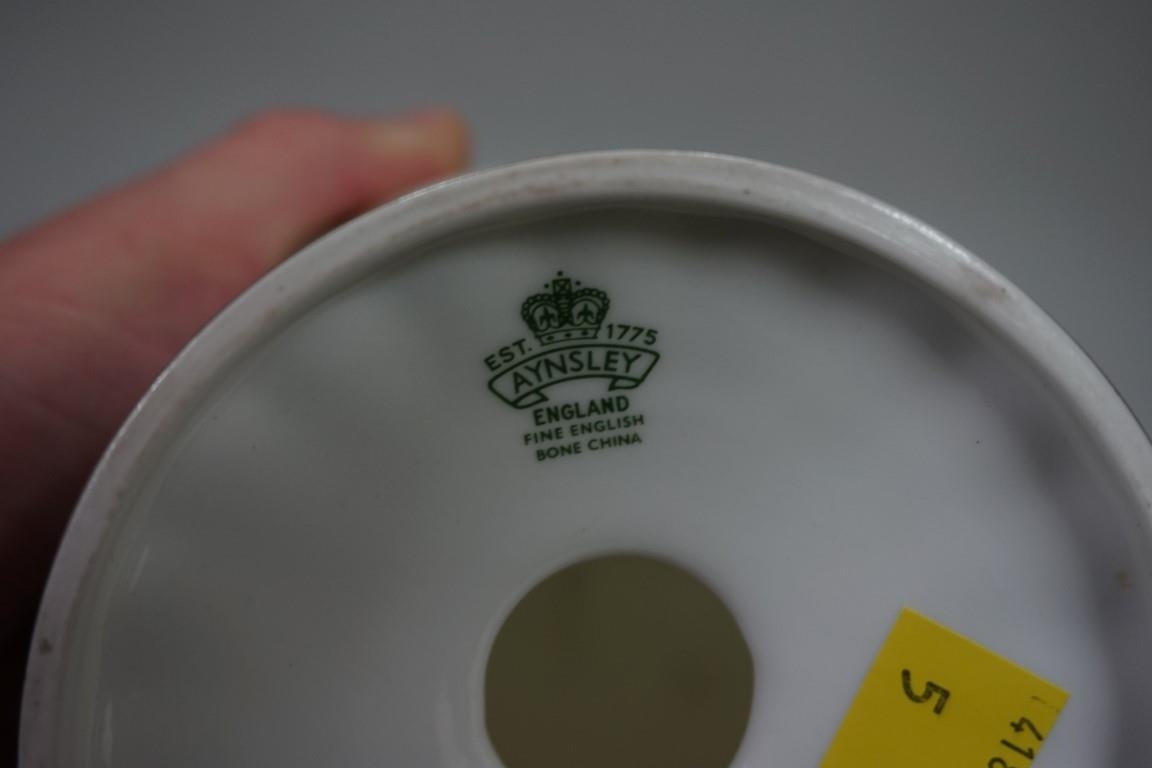 EST. 1775
AYNSLEY
ENGLAND
FINE ENGLISH
BONE CHINA
5